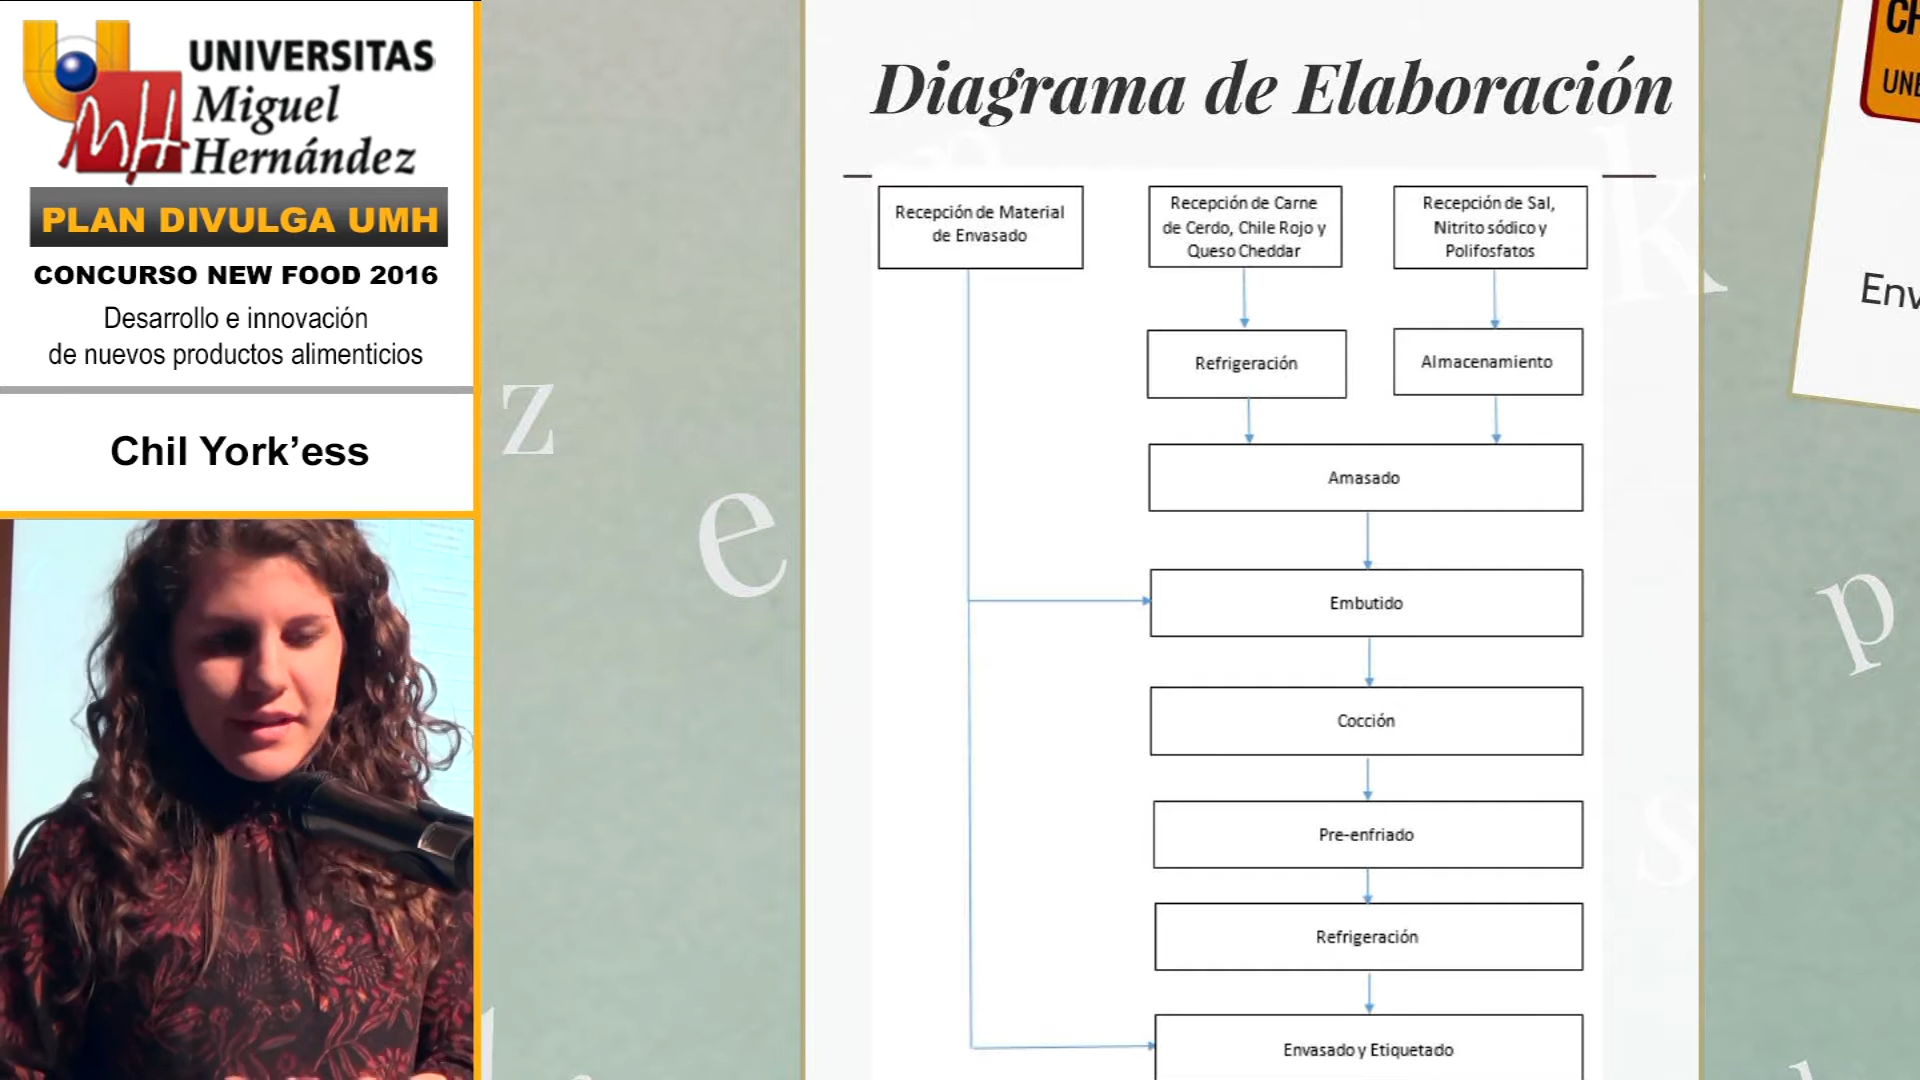 UNIVERSITAS
Miguel
Hernández
PLAN DIVULGA UMH
CONCURSO NEW FOOD 2016
Desarrollo e innovación
de nuevos productos alimenticios
Chil York'ess
Diagrama de Elaboración
Recepción de Material
de Envasado
Recepción de Carne
de Cerdo, Chile Rojo y
Queso Cheddar
Recepción de Sal,
Nitrito sódico y
Polifosfatos
Refrigeración
Almacenamiento
Amasado
Embutido
Cocción
Pre-enfriado
Refrigeración
Envasado y Etiquetado
z
e
k
s
p